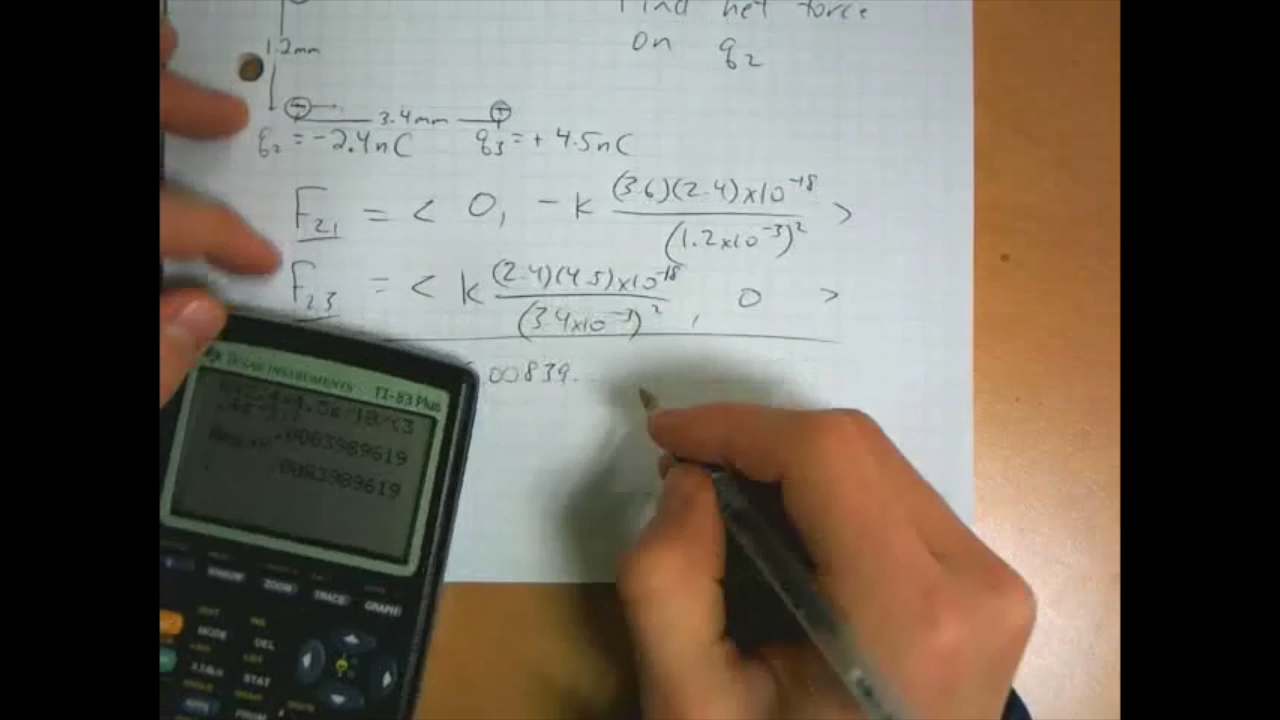 Find net force
on q₂
1.2mm
3.4mm
q₂ = -2.4nC q₃ = + 4.5nC
F₂₁ = < 0, -k (3.6)(2.4)x10⁻¹⁸ / (1.2x10⁻³)² >
F₂₃ = < k (2.4)(4.5)x10⁻¹⁸ / (3.4x10⁻³)², 0 >
.00839.
TEXAS INSTRUMENTS TI-83 Plus
.0083989619
.0083989619
WINDOW ZOOM TRACE GRAPH
MODE DEL
STAT